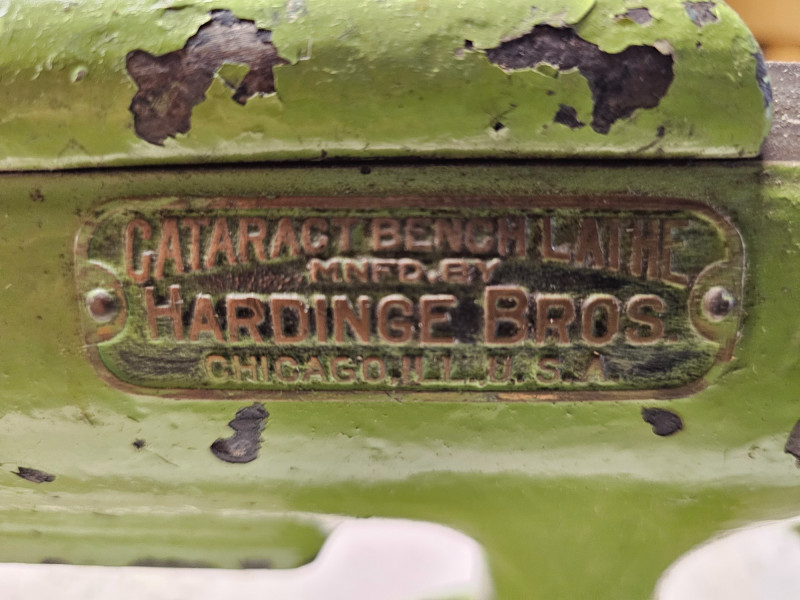 CATARACT BENCH LATHE
MNFD. BY
HARDINGE BROS
CHICAGO, ILL. U.S.A.